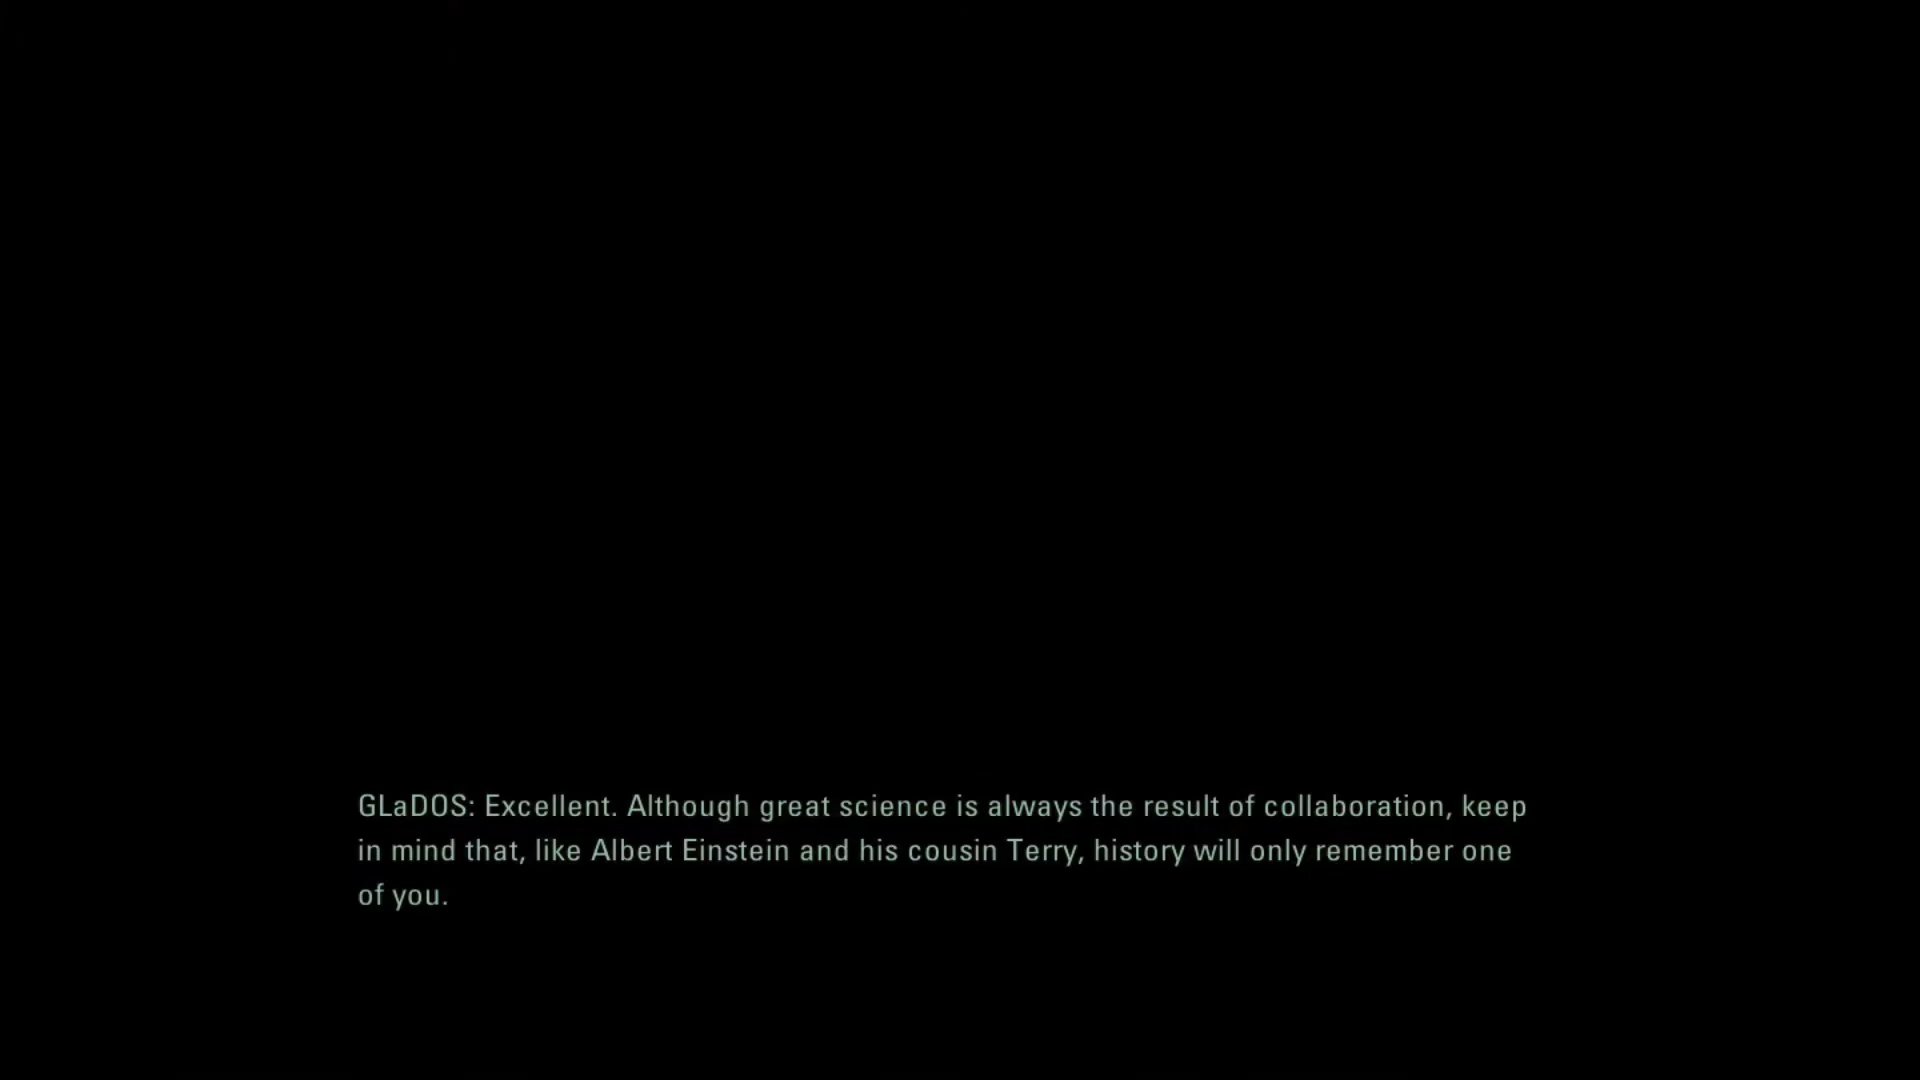 GLaDOS: Excellent. Although great science is always the result of collaboration, keep
in mind that, like Albert Einstein and his cousin Terry, history will only remember one
of you.